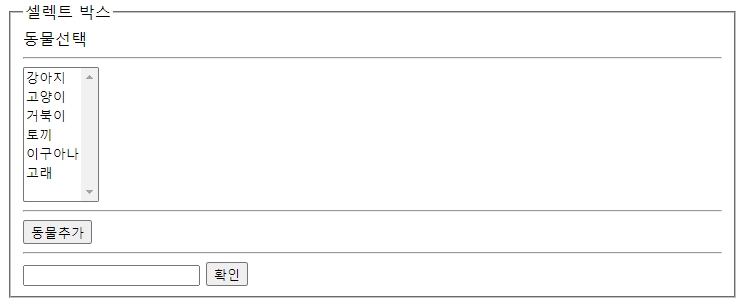 셀렉트 박스
동물선택
강아지
고양이
거북이
토끼
이구아나
고래
동물추가
확인